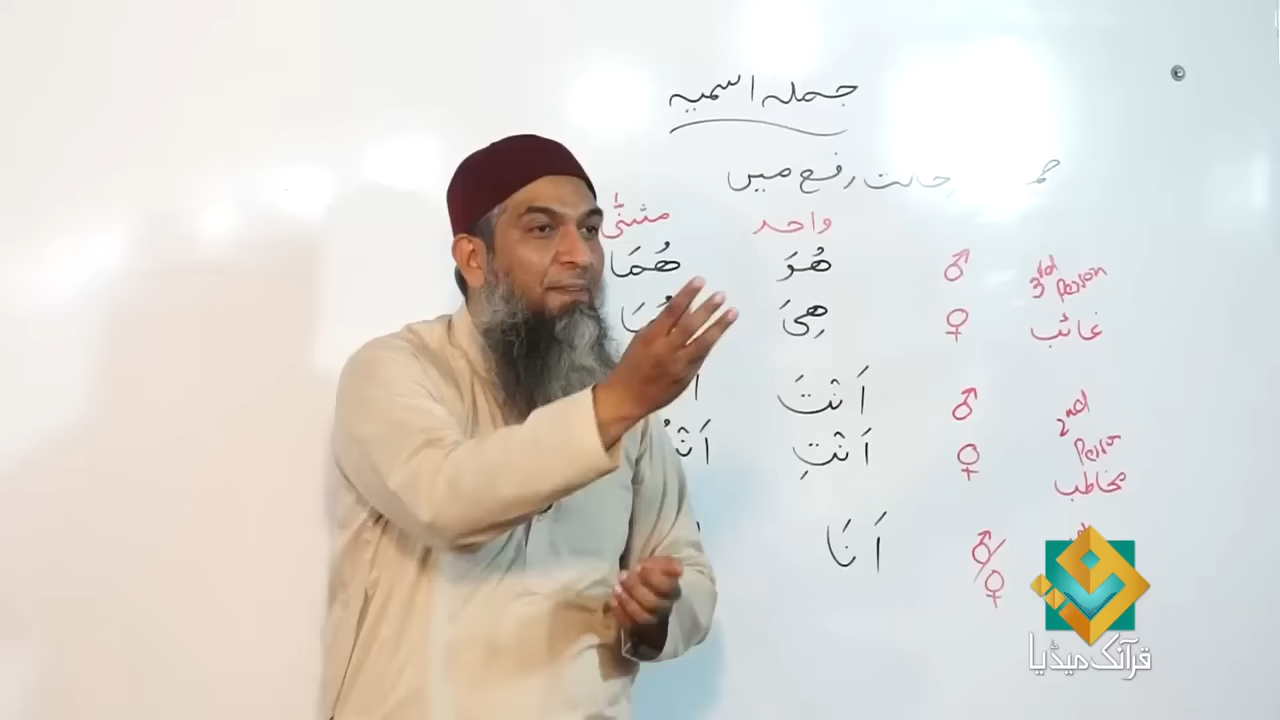 جملہ اسمیہ
حالت رفع میں
واحد مثنیٰ
3rd Person ♂ هُوَ هُمَا
غائب ♀ هِیَ
2nd ♂ اَنْتَ
Person ♀ اَنْتِ
مخاطب
♂/♀ اَنَا
قرآنک میڈیا